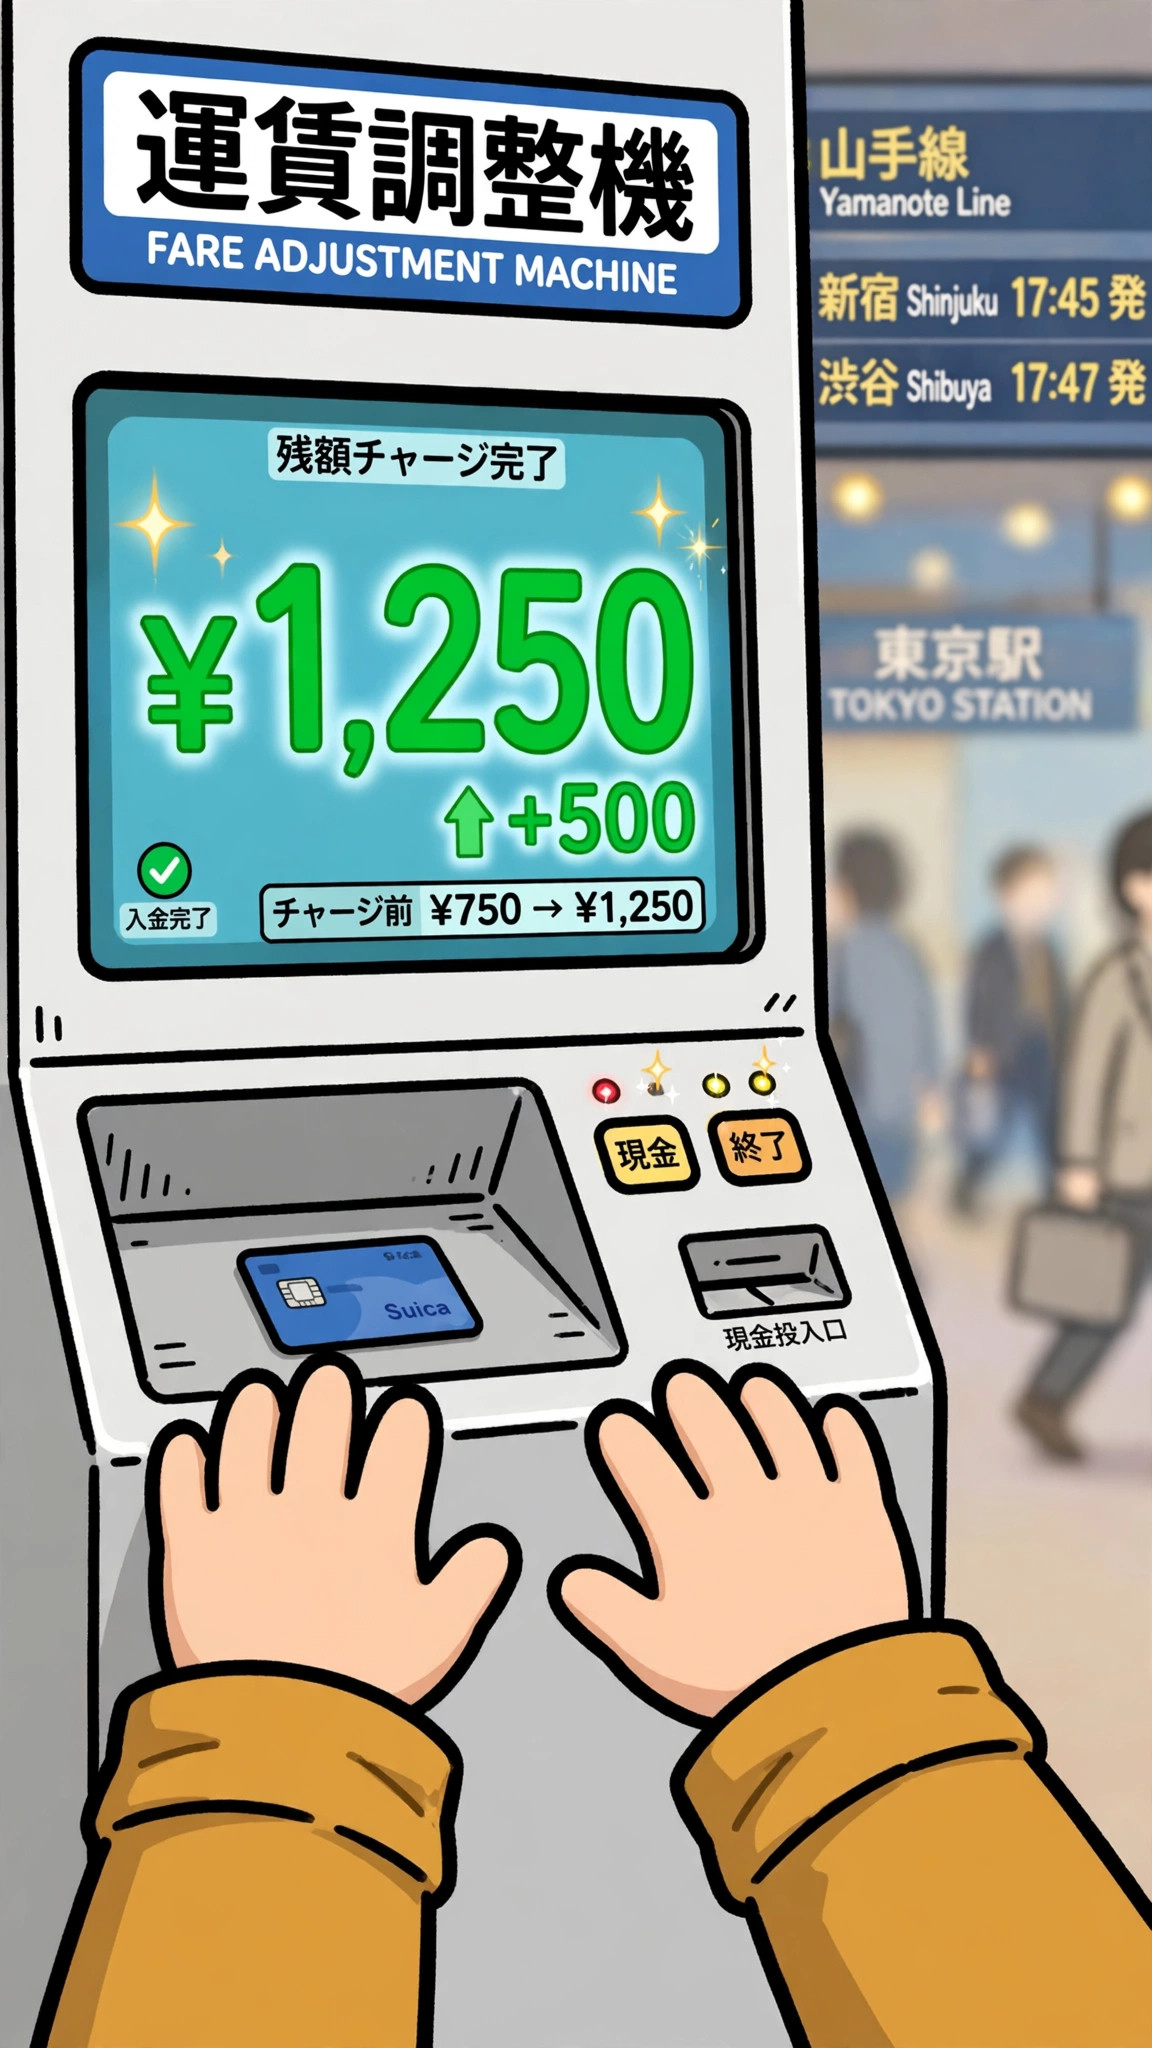 運賃調整機
FARE ADJUSTMENT MACHINE
山手線
Yamanote Line
新宿 Shinjuku 17:45 発
渋谷 Shibuya 17:47 発
残額チャージ完了
¥1,250
↑+500
入金完了
チャージ前 ¥750 → ¥1,250
東京駅
TOKYO STATION
現金
終了
Suica
現金投入口